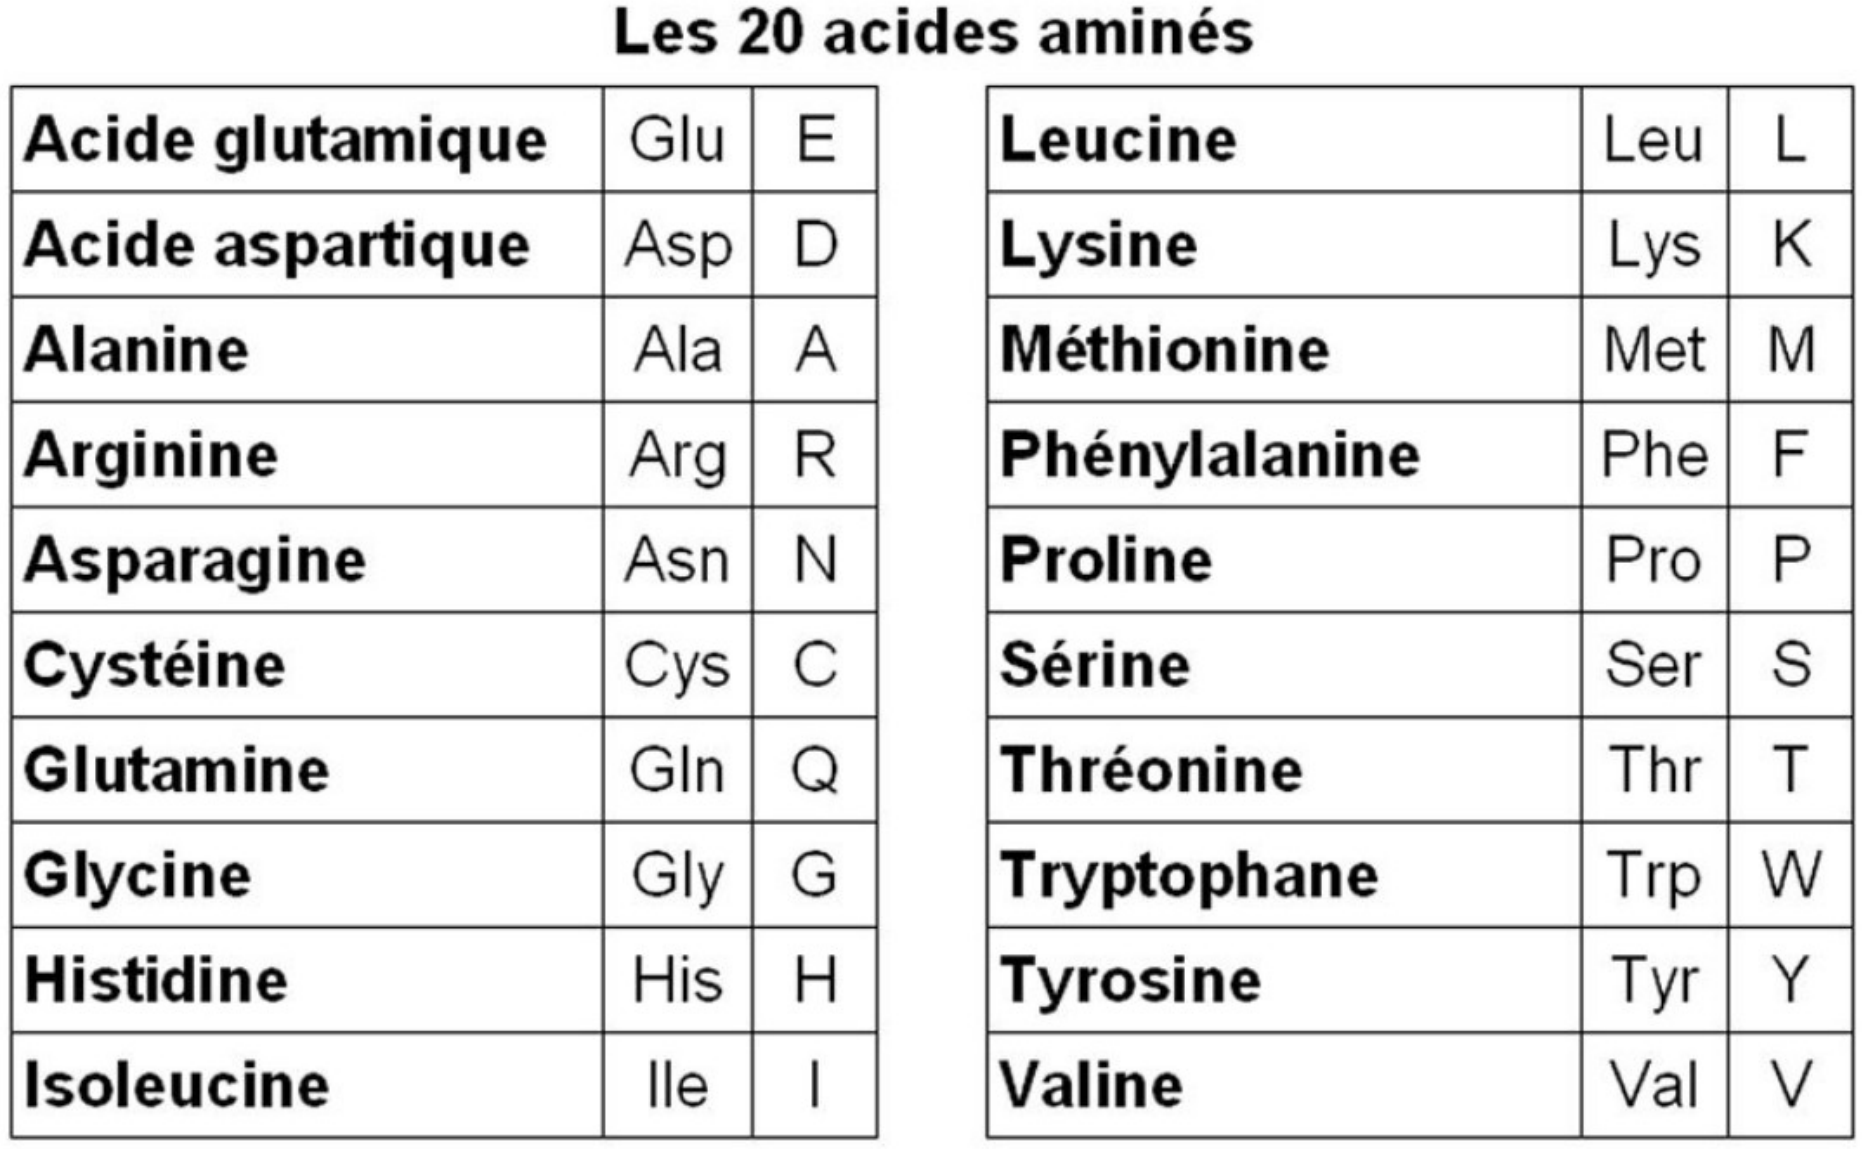 Les 20 acides aminés
Acide glutamique Glu E
Acide aspartique Asp D
Alanine Ala A
Arginine Arg R
Asparagine Asn N
Cystéine Cys C
Glutamine Gln Q
Glycine Gly G
Histidine His H
Isoleucine Ile I
Leucine Leu L
Lysine Lys K
Méthionine Met M
Phénylalanine Phe F
Proline Pro P
Sérine Ser S
Thréonine Thr T
Tryptophane Trp W
Tyrosine Tyr Y
Valine Val V